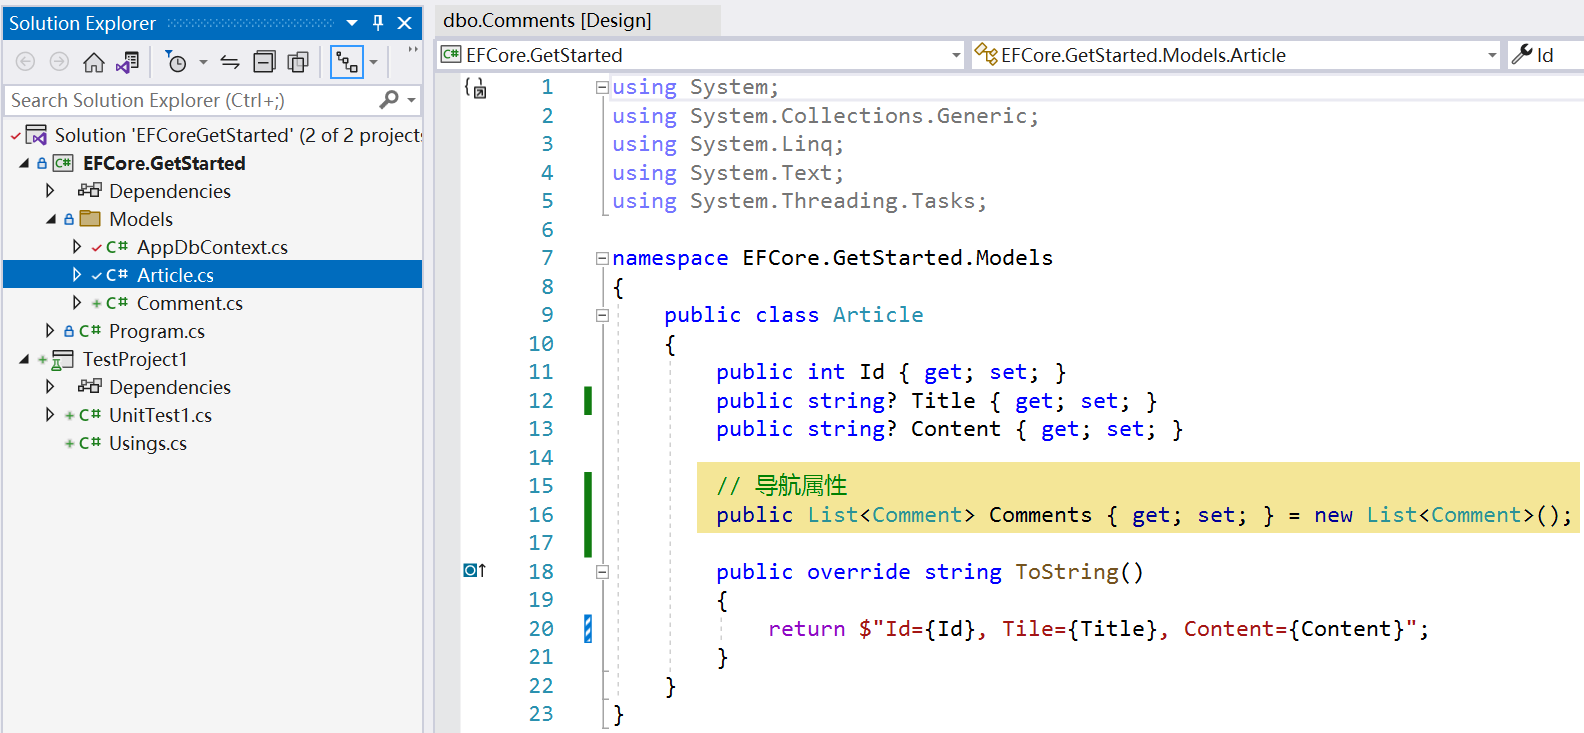 Solution Explorer
Search Solution Explorer (Ctrl+;)
Solution 'EFCoreGetStarted' (2 of 2 projects
C# EFCore.GetStarted
Dependencies
Models
C# AppDbContext.cs
C# Article.cs
C# Comment.cs
C# Program.cs
TestProject1
Dependencies
C# UnitTest1.cs
C# Usings.cs
dbo.Comments [Design]
C# EFCore.GetStarted
EFCore.GetStarted.Models.Article
Id
1 using System;
2 using System.Collections.Generic;
3 using System.Linq;
4 using System.Text;
5 using System.Threading.Tasks;
6
7 namespace EFCore.GetStarted.Models
8 {
9 public class Article
10 {
11 public int Id { get; set; }
12 public string? Title { get; set; }
13 public string? Content { get; set; }
14
15 // 导航属性
16 public List<Comment> Comments { get; set; } = new List<Comment>();
17
18 public override string ToString()
19 {
20 return $"Id={Id}, Tile={Title}, Content={Content}";
21 }
22 }
23 }